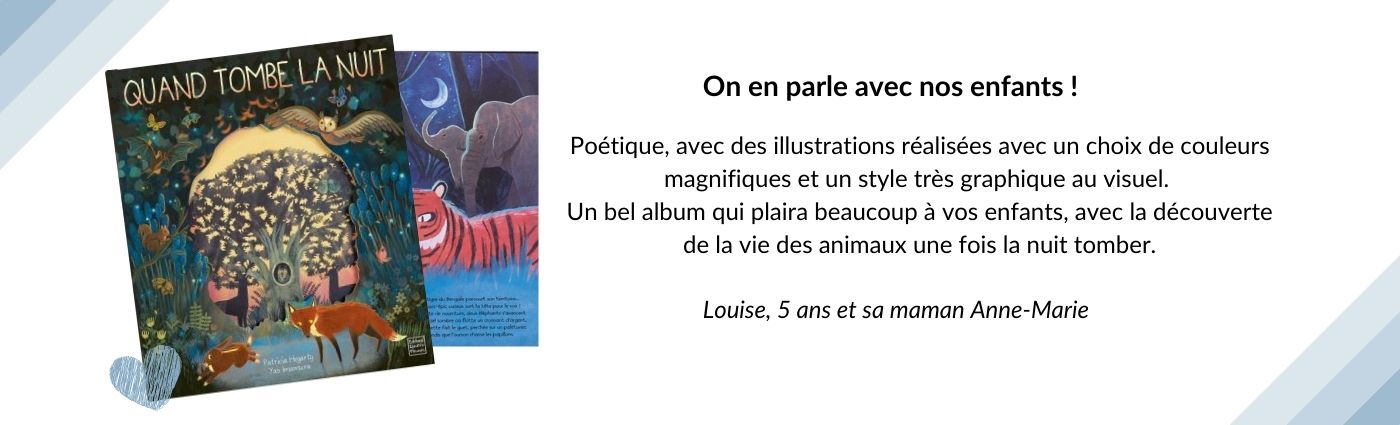 QUAND TOMBE LA NUIT
Patricia Hegarty
Yas Imamura
On en parle avec nos enfants !
Poétique, avec des illustrations réalisées avec un choix de couleurs
magnifiques et un style très graphique au visuel.
Un bel album qui plaira beaucoup à vos enfants, avec la découverte
de la vie des animaux une fois la nuit tomber.
Louise, 5 ans et sa maman Anne-Marie